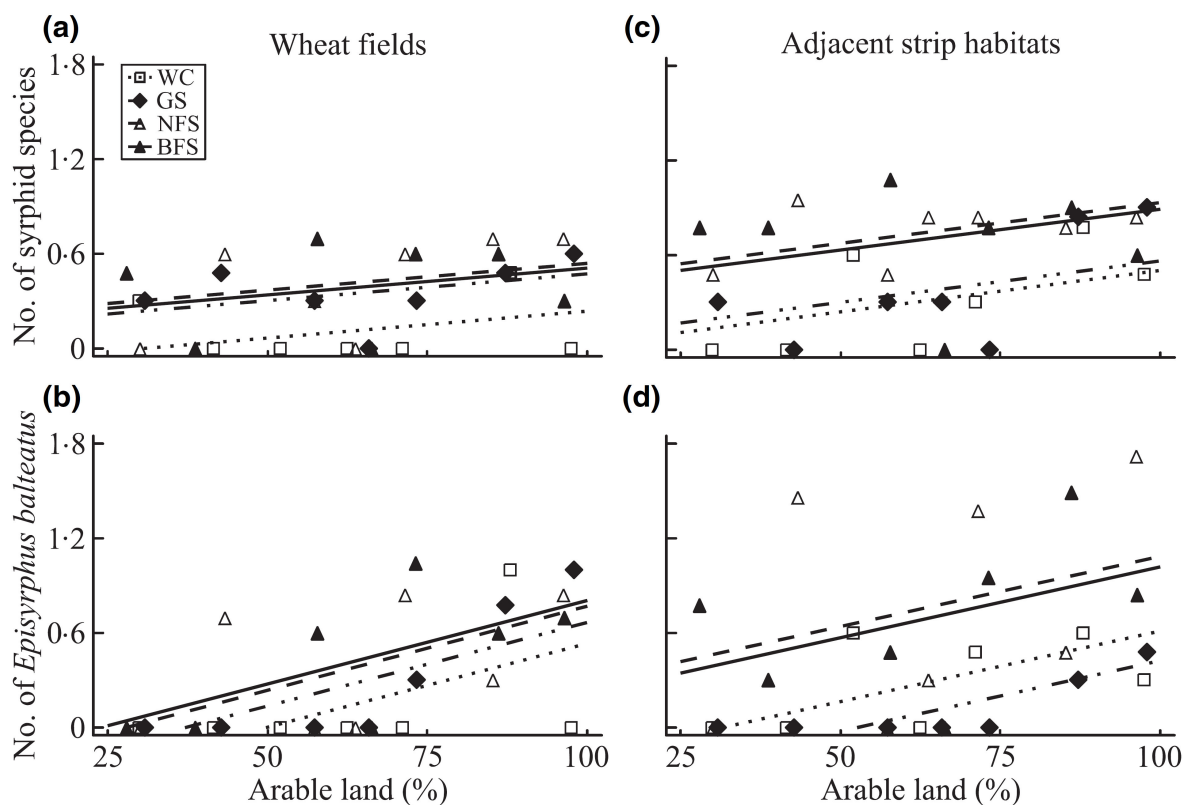 (a)
Wheat fields
No. of syrphid species
1·8
1·2
0·6
0
WC
GS
NFS
BFS
(c)
Adjacent strip habitats
(b)
No. of Episyrphus balteatus
1·8
1·2
0·6
0
25
50
75
100
Arable land (%)
(d)
25
50
75
100
Arable land (%)